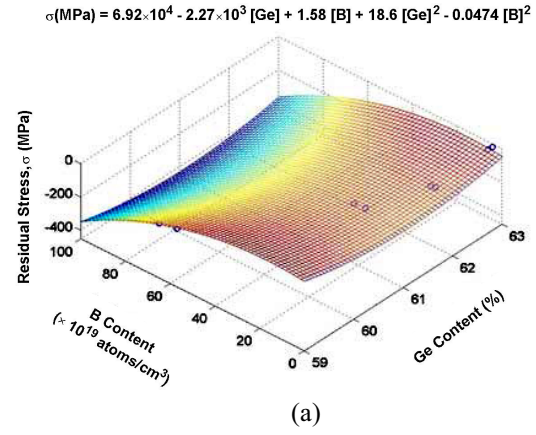 σ(MPa) = 6.92×10⁴ - 2.27×10³ [Ge] + 1.58 [B] + 18.6 [Ge]² - 0.0474 [B]²
Residual Stress, σ (MPa)
0
-200
-400
100
80
60
40
20
0
59
60
61
62
63
B Content
(× 10¹⁹ atoms/cm³)
Ge Content (%)
(a)